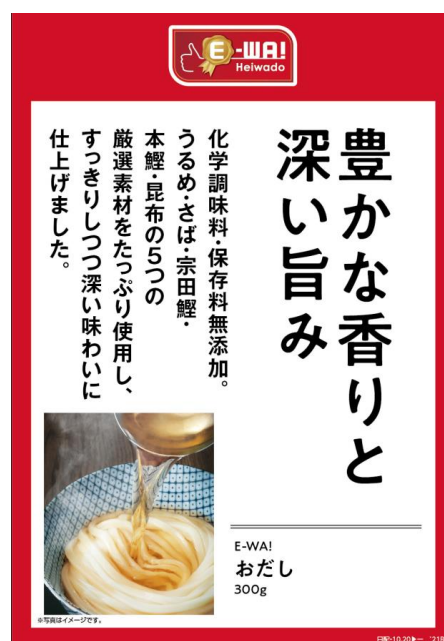 E-WA!
Heiwado
豊かな香りと
深い旨み
化学調味料・保存料無添加。
うるめ・さば・宗田鰹・
本鰹・昆布の5つの
厳選素材をたっぷり使用し、
すっきりしつつ深い味わいに
仕上げました。
E-WA!
おだし
300g
※写真はイメージです。